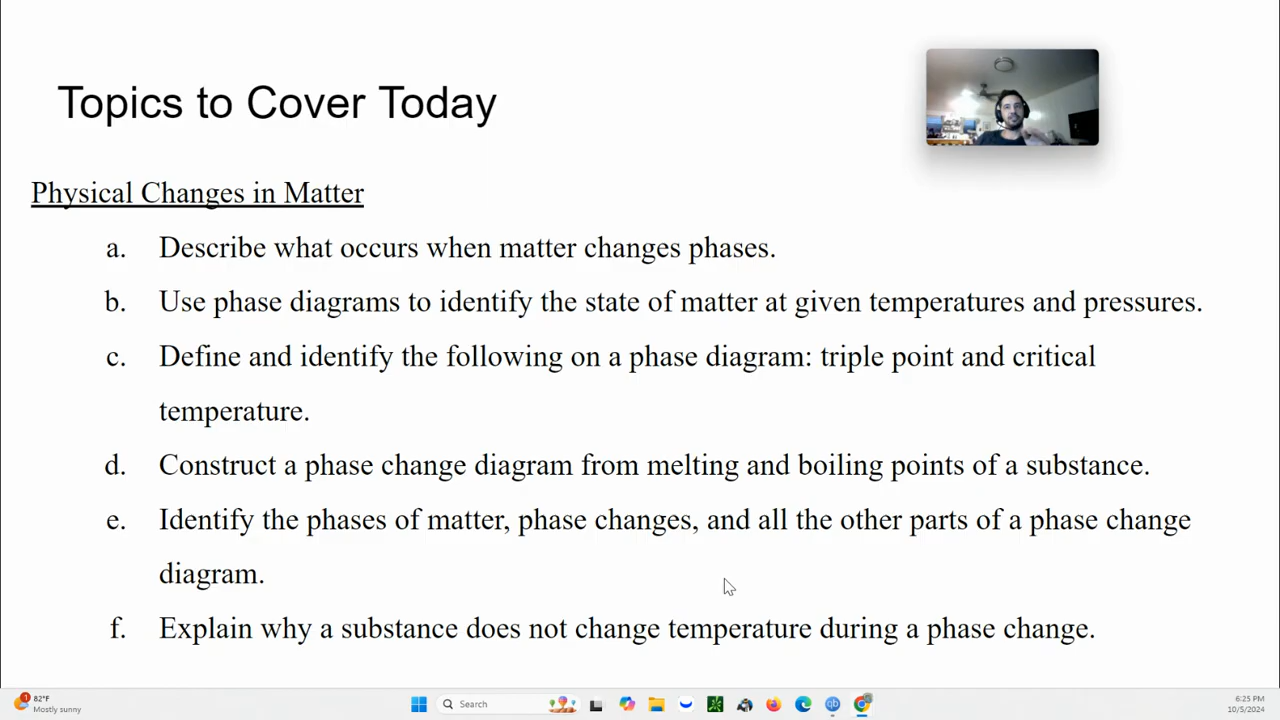 Topics to Cover Today
Physical Changes in Matter
a. Describe what occurs when matter changes phases.
b. Use phase diagrams to identify the state of matter at given temperatures and pressures.
c. Define and identify the following on a phase diagram: triple point and critical
temperature.
d. Construct a phase change diagram from melting and boiling points of a substance.
e. Identify the phases of matter, phase changes, and all the other parts of a phase change
diagram.
f. Explain why a substance does not change temperature during a phase change.
1
82°F
Mostly sunny
Search
qb
6:25 PM
10/5/2024